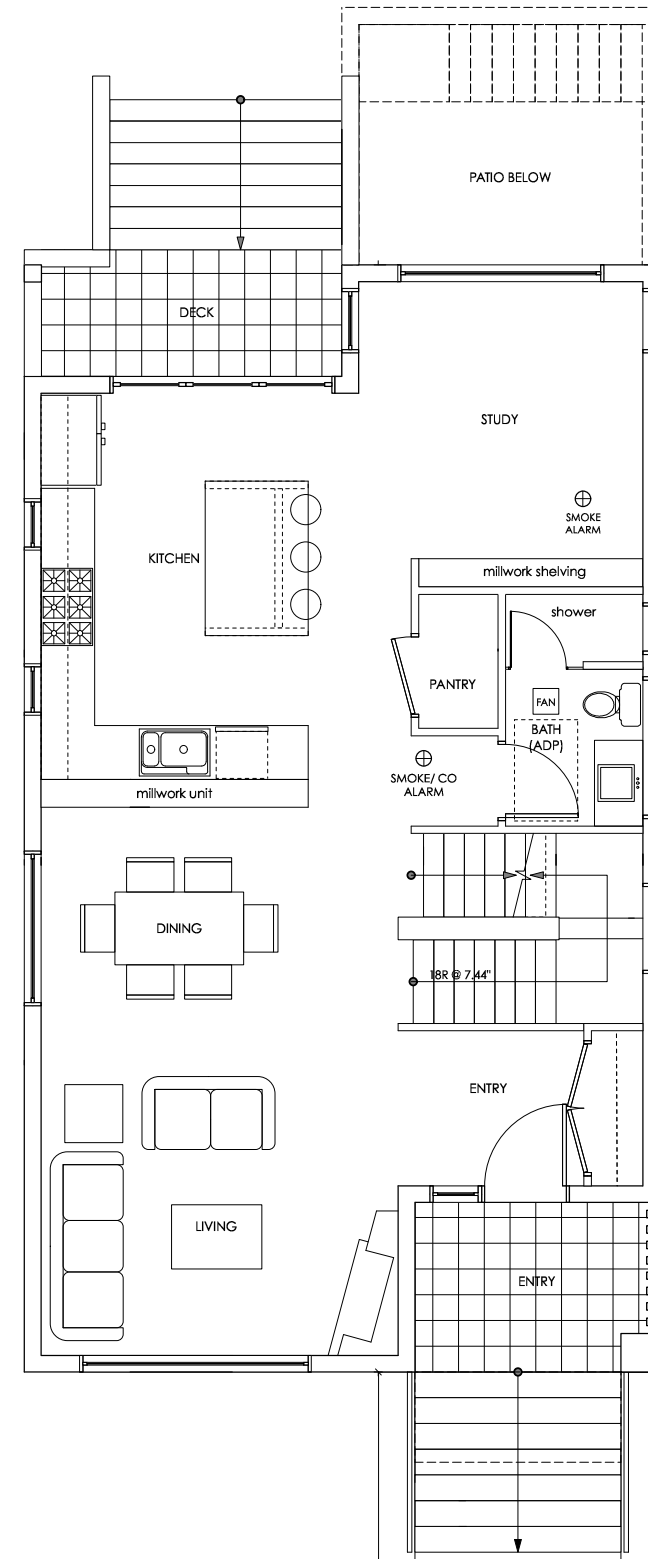 PATIO BELOW
DECK
STUDY
SMOKE
ALARM
KITCHEN
millwork shelving
shower
PANTRY
FAN
BATH
(ADP)
SMOKE/ CO
ALARM
millwork unit
DINING
18R @ 7.44"
ENTRY
LIVING
ENTRY